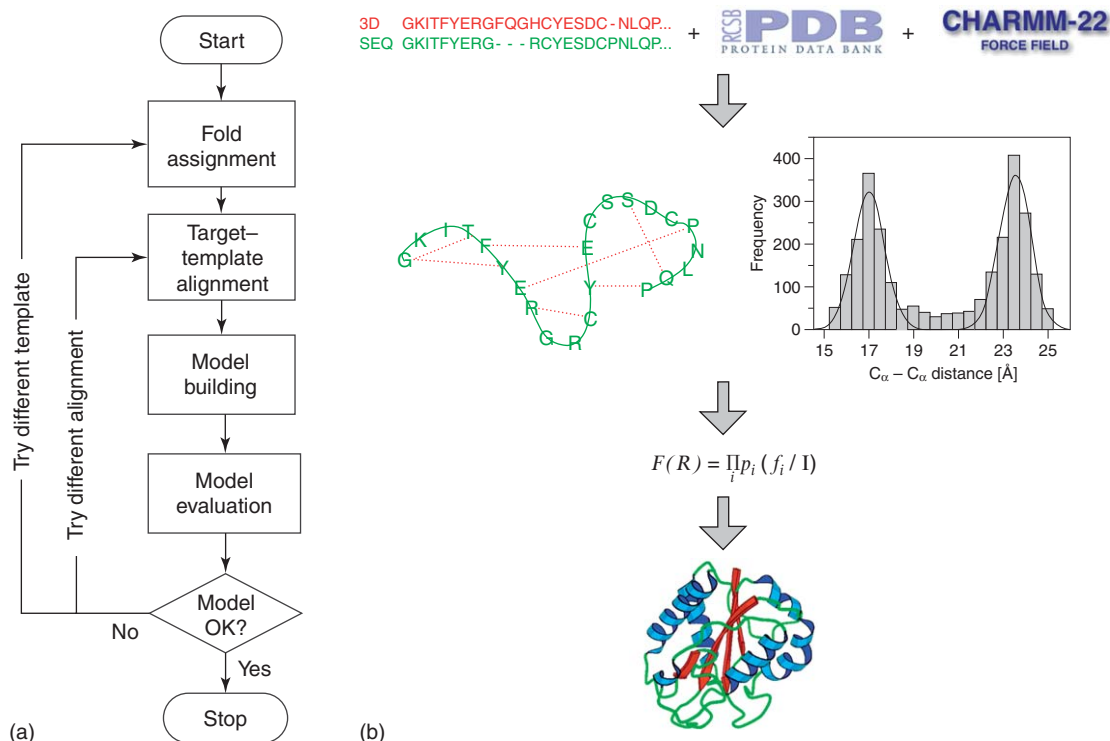 Start
Fold
assignment
Target–
template
alignment
Model
building
Model
evaluation
Model
OK?
No
Yes
Stop
Try different template
Try different alignment
(a)
3D GKITFYERGFQGHCYESDC-NLQP...
SEQ GKITFYERG---RCYESDCPNLQP...
+
RCSB
PDB
PROTEIN DATA BANK
+
CHARMM-22
FORCE FIELD
G K I T F Y E R G R C Y E C S S D C P N L Q P
Frequency
400
300
200
100
0
15 17 19 21 23 25
Cα – Cα distance [Å]
F(R) = Π p_i (f_i / I)
i
(b)